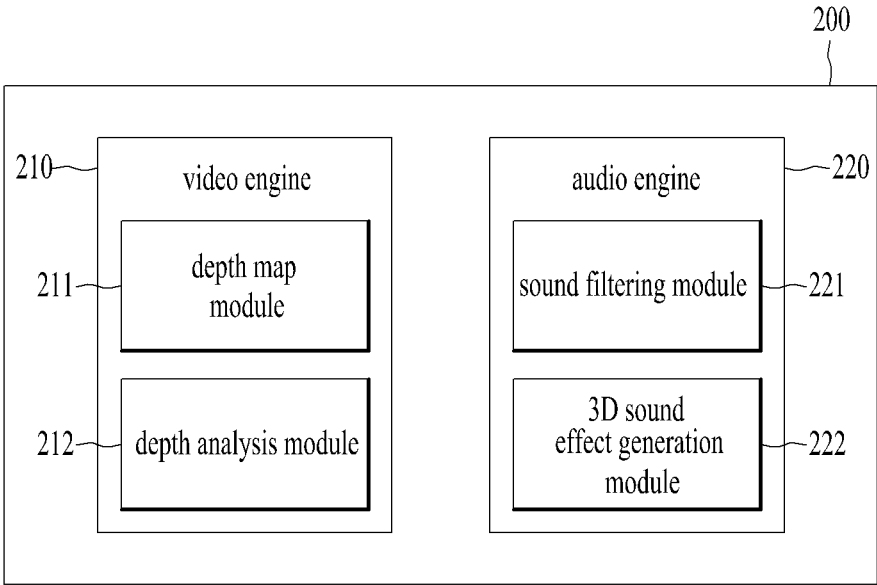 200
210
video engine
audio engine
220
211
depth map
module
sound filtering module
221
212
depth analysis module
3D sound
effect generation
module
222